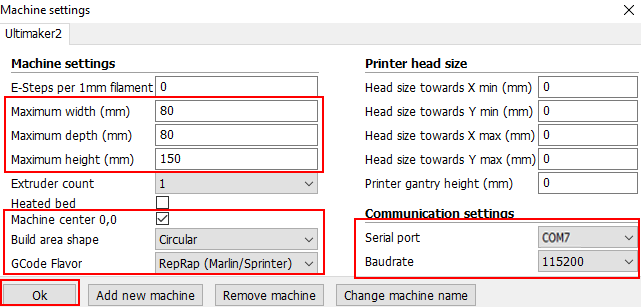 Machine settings
Ultimaker2
Machine settings
E-Steps per 1mm filament 0
Maximum width (mm) 80
Maximum depth (mm) 80
Maximum height (mm) 150
Extruder count 1
Heated bed
Machine center 0,0
Build area shape Circular
GCode Flavor RepRap (Marlin/Sprinter)
Printer head size
Head size towards X min (mm) 0
Head size towards Y min (mm) 0
Head size towards X max (mm) 0
Head size towards Y max (mm) 0
Printer gantry height (mm) 0
Communication settings
Serial port COM7
Baudrate 115200
Ok Add new machine Remove machine Change machine name